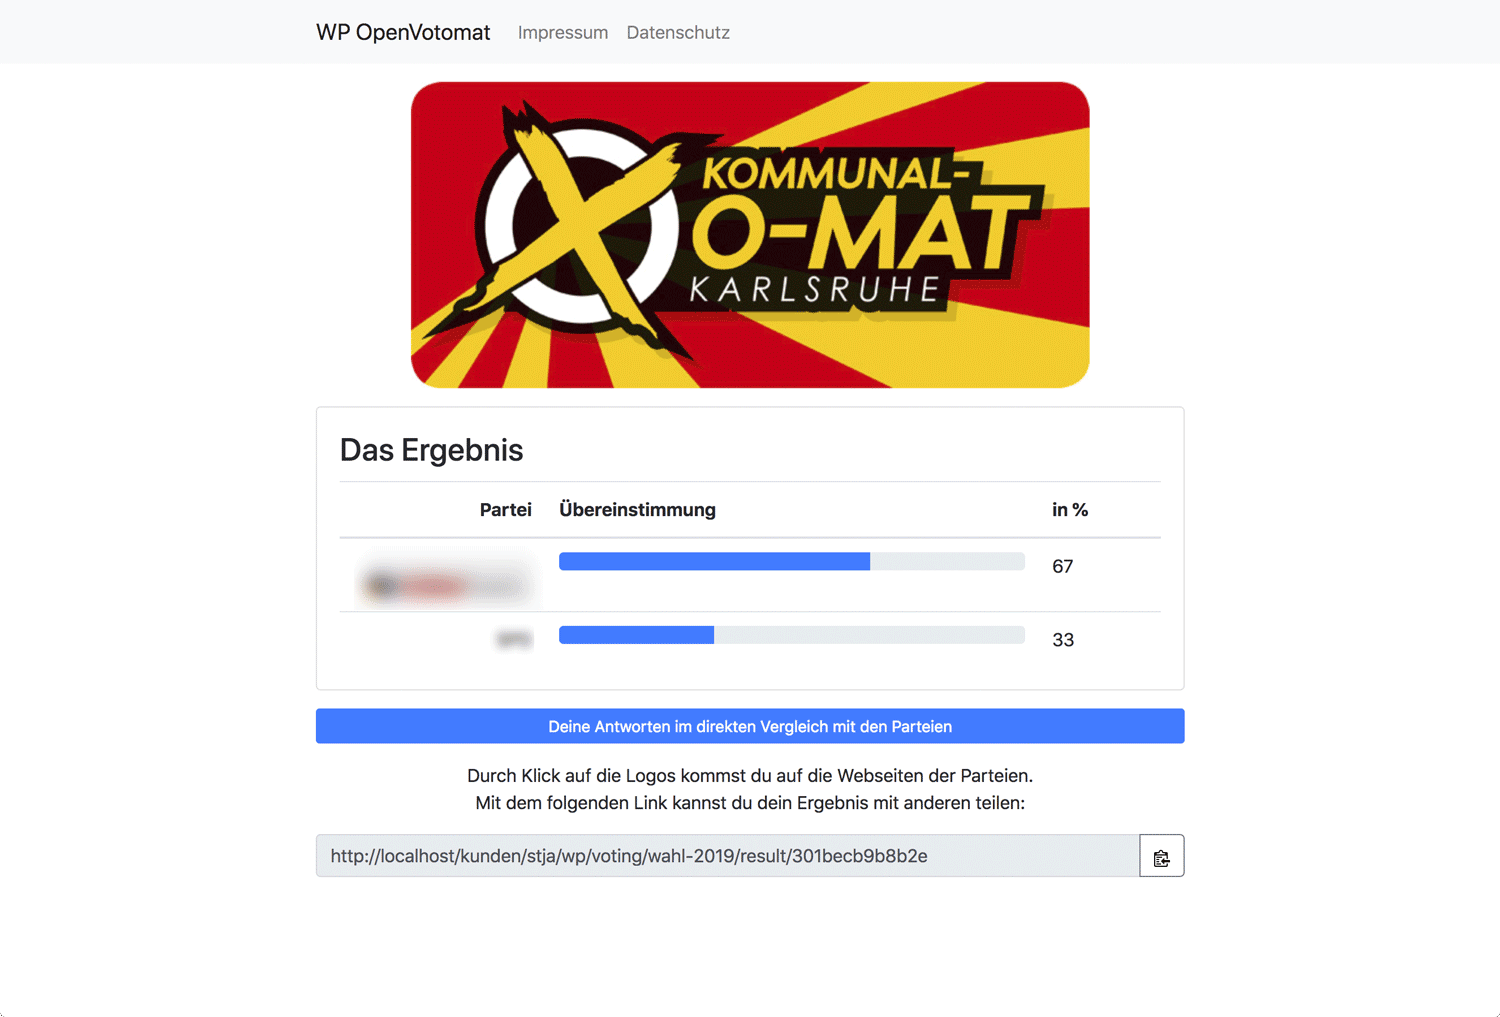 WP OpenVotomat Impressum Datenschutz
KOMMUNAL-
O-MAT
KARLSRUHE
Das Ergebnis
Partei Übereinstimmung in %
67
33
Deine Antworten im direkten Vergleich mit den Parteien
Durch Klick auf die Logos kommst du auf die Webseiten der Parteien.
Mit dem folgenden Link kannst du dein Ergebnis mit anderen teilen:
http://localhost/kunden/stja/wp/voting/wahl-2019/result/301becb9b8b2e